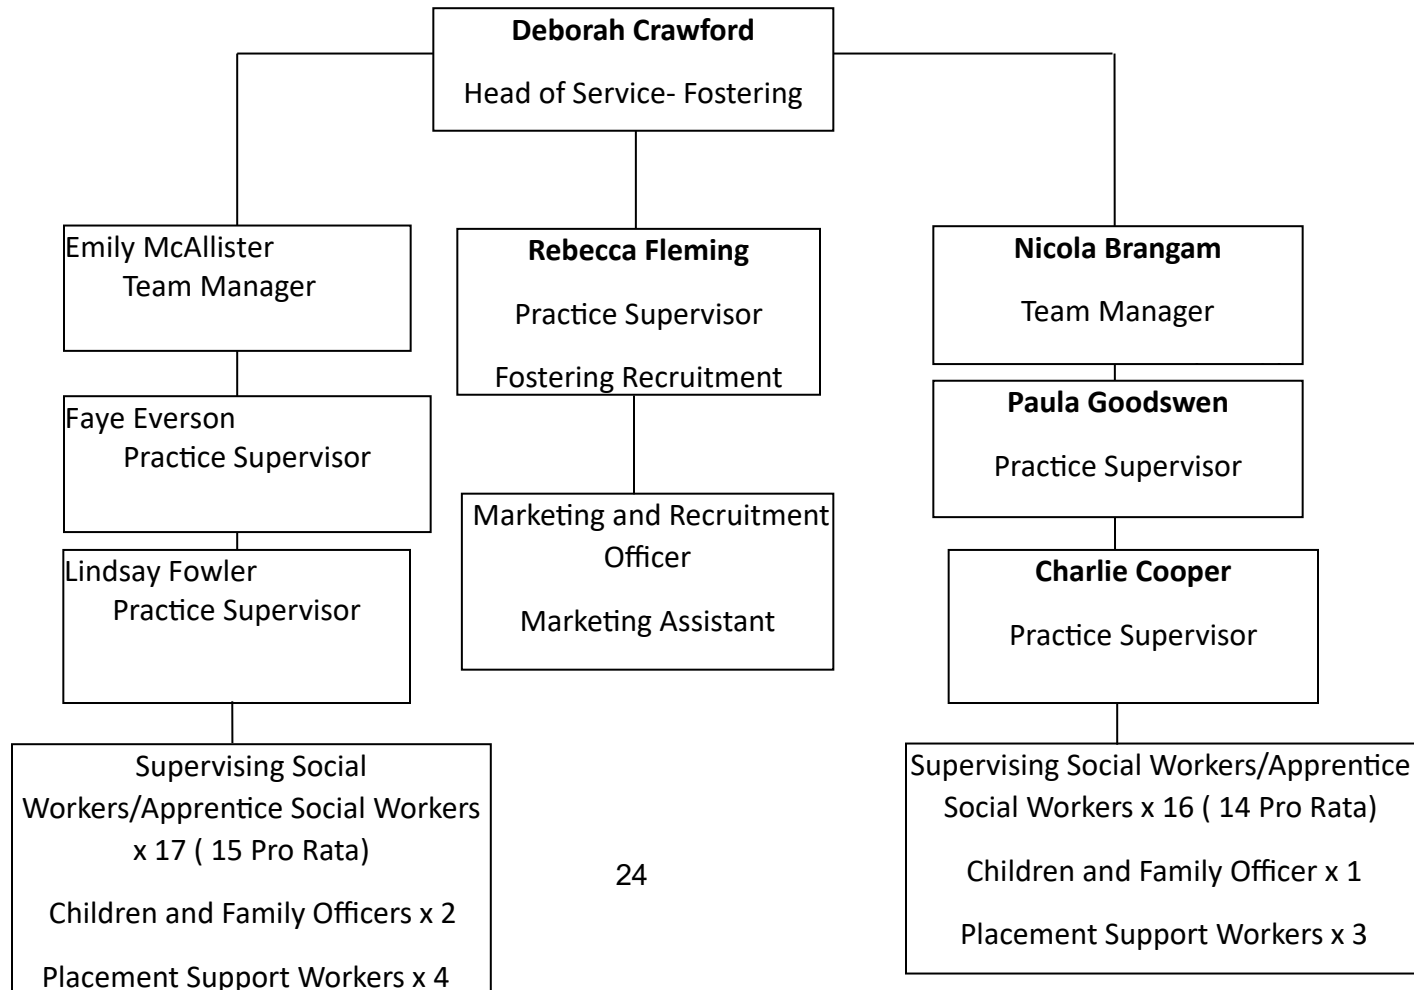 Deborah Crawford
Head of Service- Fostering
Emily McAllister
Team Manager
Rebecca Fleming
Practice Supervisor
Fostering Recruitment
Nicola Brangam
Team Manager
Faye Everson
Practice Supervisor
Paula Goodswen
Practice Supervisor
Lindsay Fowler
Practice Supervisor
Marketing and Recruitment
Officer
Marketing Assistant
Charlie Cooper
Practice Supervisor
Supervising Social
Workers/Apprentice Social Workers
x 17 ( 15 Pro Rata)
Children and Family Officers x 2
Placement Support Workers x 4
24
Supervising Social Workers/Apprentice
Social Workers x 16 ( 14 Pro Rata)
Children and Family Officer x 1
Placement Support Workers x 3